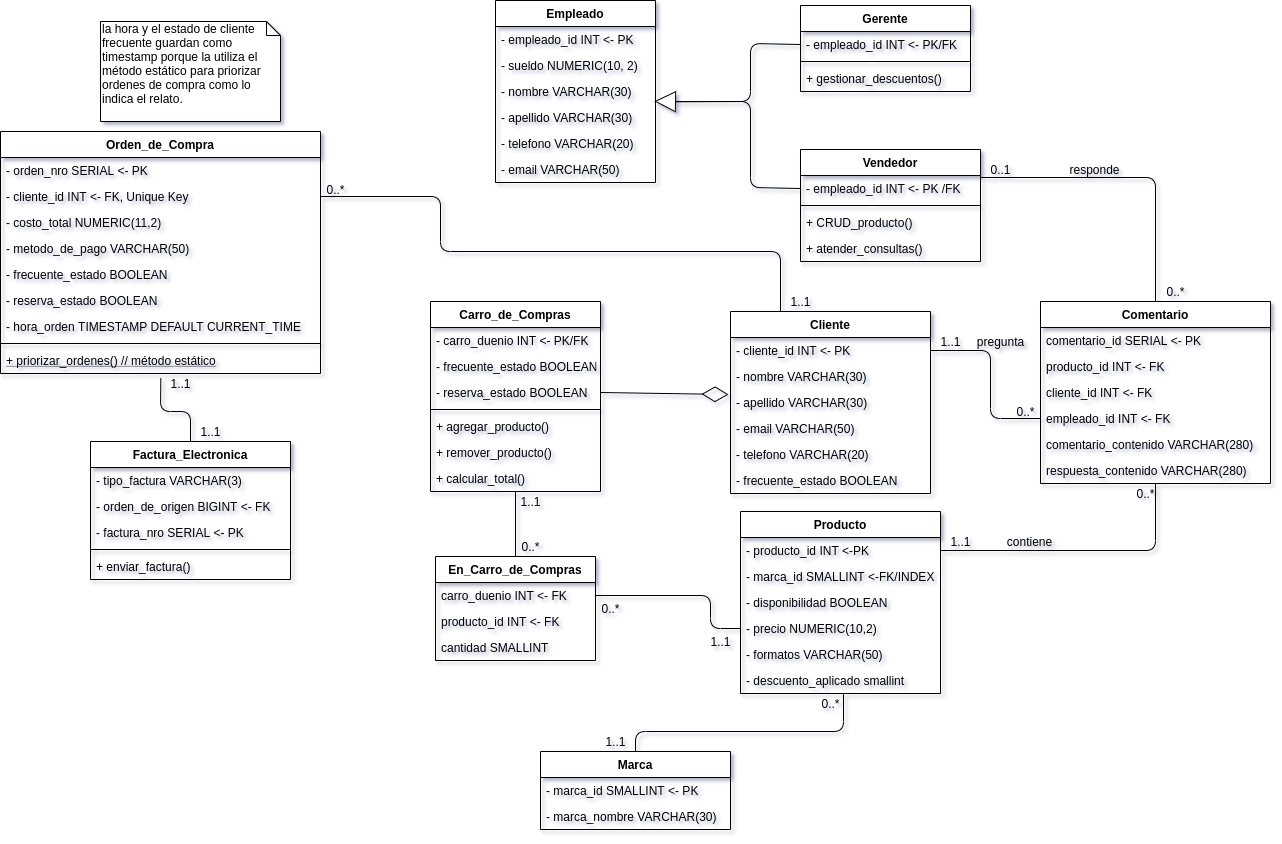 la hora y el estado de cliente
frecuente guardan como
timestamp porque la utiliza el
método estático para priorizar
ordenes de compra como lo
indica el relato.
Orden_de_Compra
- orden_nro SERIAL <- PK
- cliente_id INT <- FK, Unique Key
- costo_total NUMERIC(11,2)
- metodo_de_pago VARCHAR(50)
- frecuente_estado BOOLEAN
- reserva_estado BOOLEAN
- hora_orden TIMESTAMP DEFAULT CURRENT_TIME
+ priorizar_ordenes() // método estático
0..*
1..1
1..1
1..1
Factura_Electronica
- tipo_factura VARCHAR(3)
- orden_de_origen BIGINT <- FK
- factura_nro SERIAL <- PK
+ enviar_factura()
Empleado
- empleado_id INT <- PK
- sueldo NUMERIC(10, 2)
- nombre VARCHAR(30)
- apellido VARCHAR(30)
- telefono VARCHAR(20)
- email VARCHAR(50)
Gerente
- empleado_id INT <- PK/FK
+ gestionar_descuentos()
Vendedor
- empleado_id INT <- PK /FK
+ CRUD_producto()
+ atender_consultas()
0..1
responde
0..*
Carro_de_Compras
- carro_duenio INT <- PK/FK
- frecuente_estado BOOLEAN
- reserva_estado BOOLEAN
+ agregar_producto()
+ remover_producto()
+ calcular_total()
1..1
0..*
Cliente
- cliente_id INT <- PK
- nombre VARCHAR(30)
- apellido VARCHAR(30)
- email VARCHAR(50)
- telefono VARCHAR(20)
- frecuente_estado BOOLEAN
1..1
pregunta
0..*
Comentario
comentario_id SERIAL <- PK
producto_id INT <- FK
cliente_id INT <- FK
empleado_id INT <- FK
comentario_contenido VARCHAR(280)
respuesta_contenido VARCHAR(280)
0..*
1..1
contiene
En_Carro_de_Compras
carro_duenio INT <- FK
producto_id INT <- FK
cantidad SMALLINT
0..*
1..1
Producto
- producto_id INT <-PK
- marca_id SMALLINT <-FK/INDEX
- disponibilidad BOOLEAN
- precio NUMERIC(10,2)
- formatos VARCHAR(50)
- descuento_aplicado smallint
0..*
1..1
Marca
- marca_id SMALLINT <- PK
- marca_nombre VARCHAR(30)